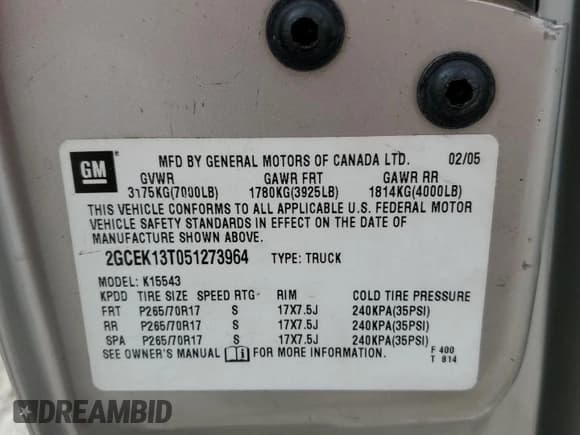 GM
MFD BY GENERAL MOTORS OF CANADA LTD. 02/05
GVWR GAWR FRT GAWR RR
3175KG(7000LB) 1780KG(3925LB) 1814KG(4000LB)
THIS VEHICLE CONFORMS TO ALL APPLICABLE U.S. FEDERAL MOTOR
VEHICLE SAFETY STANDARDS IN EFFECT ON THE DATE OF
MANUFACTURE SHOWN ABOVE.
2GCEK13T051273964 TYPE: TRUCK
MODEL: K15543
KPDD TIRE SIZE SPEED RTG RIM COLD TIRE PRESSURE
FRT P265/70R17 S 17X7.5J 240KPA(35PSI)
RR P265/70R17 S 17X7.5J 240KPA(35PSI)
SPA P265/70R17 S 17X7.5J 240KPA(35PSI)
SEE OWNER'S MANUAL i FOR MORE INFORMATION.
F 400
T 814
DREAMBID